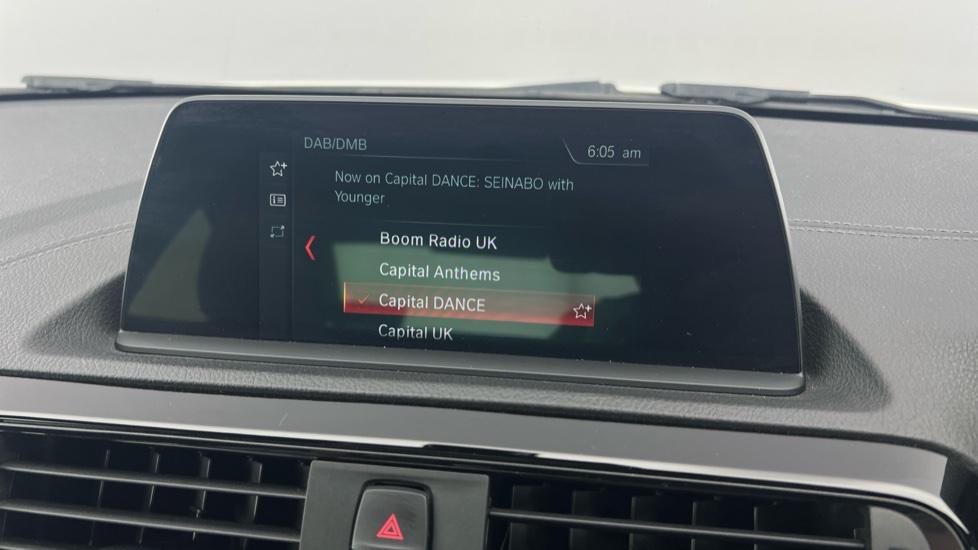 DAB/DMB
6:05 am
Now on Capital DANCE: SEINABO with
Younger
Boom Radio UK
Capital Anthems
Capital DANCE
Capital UK